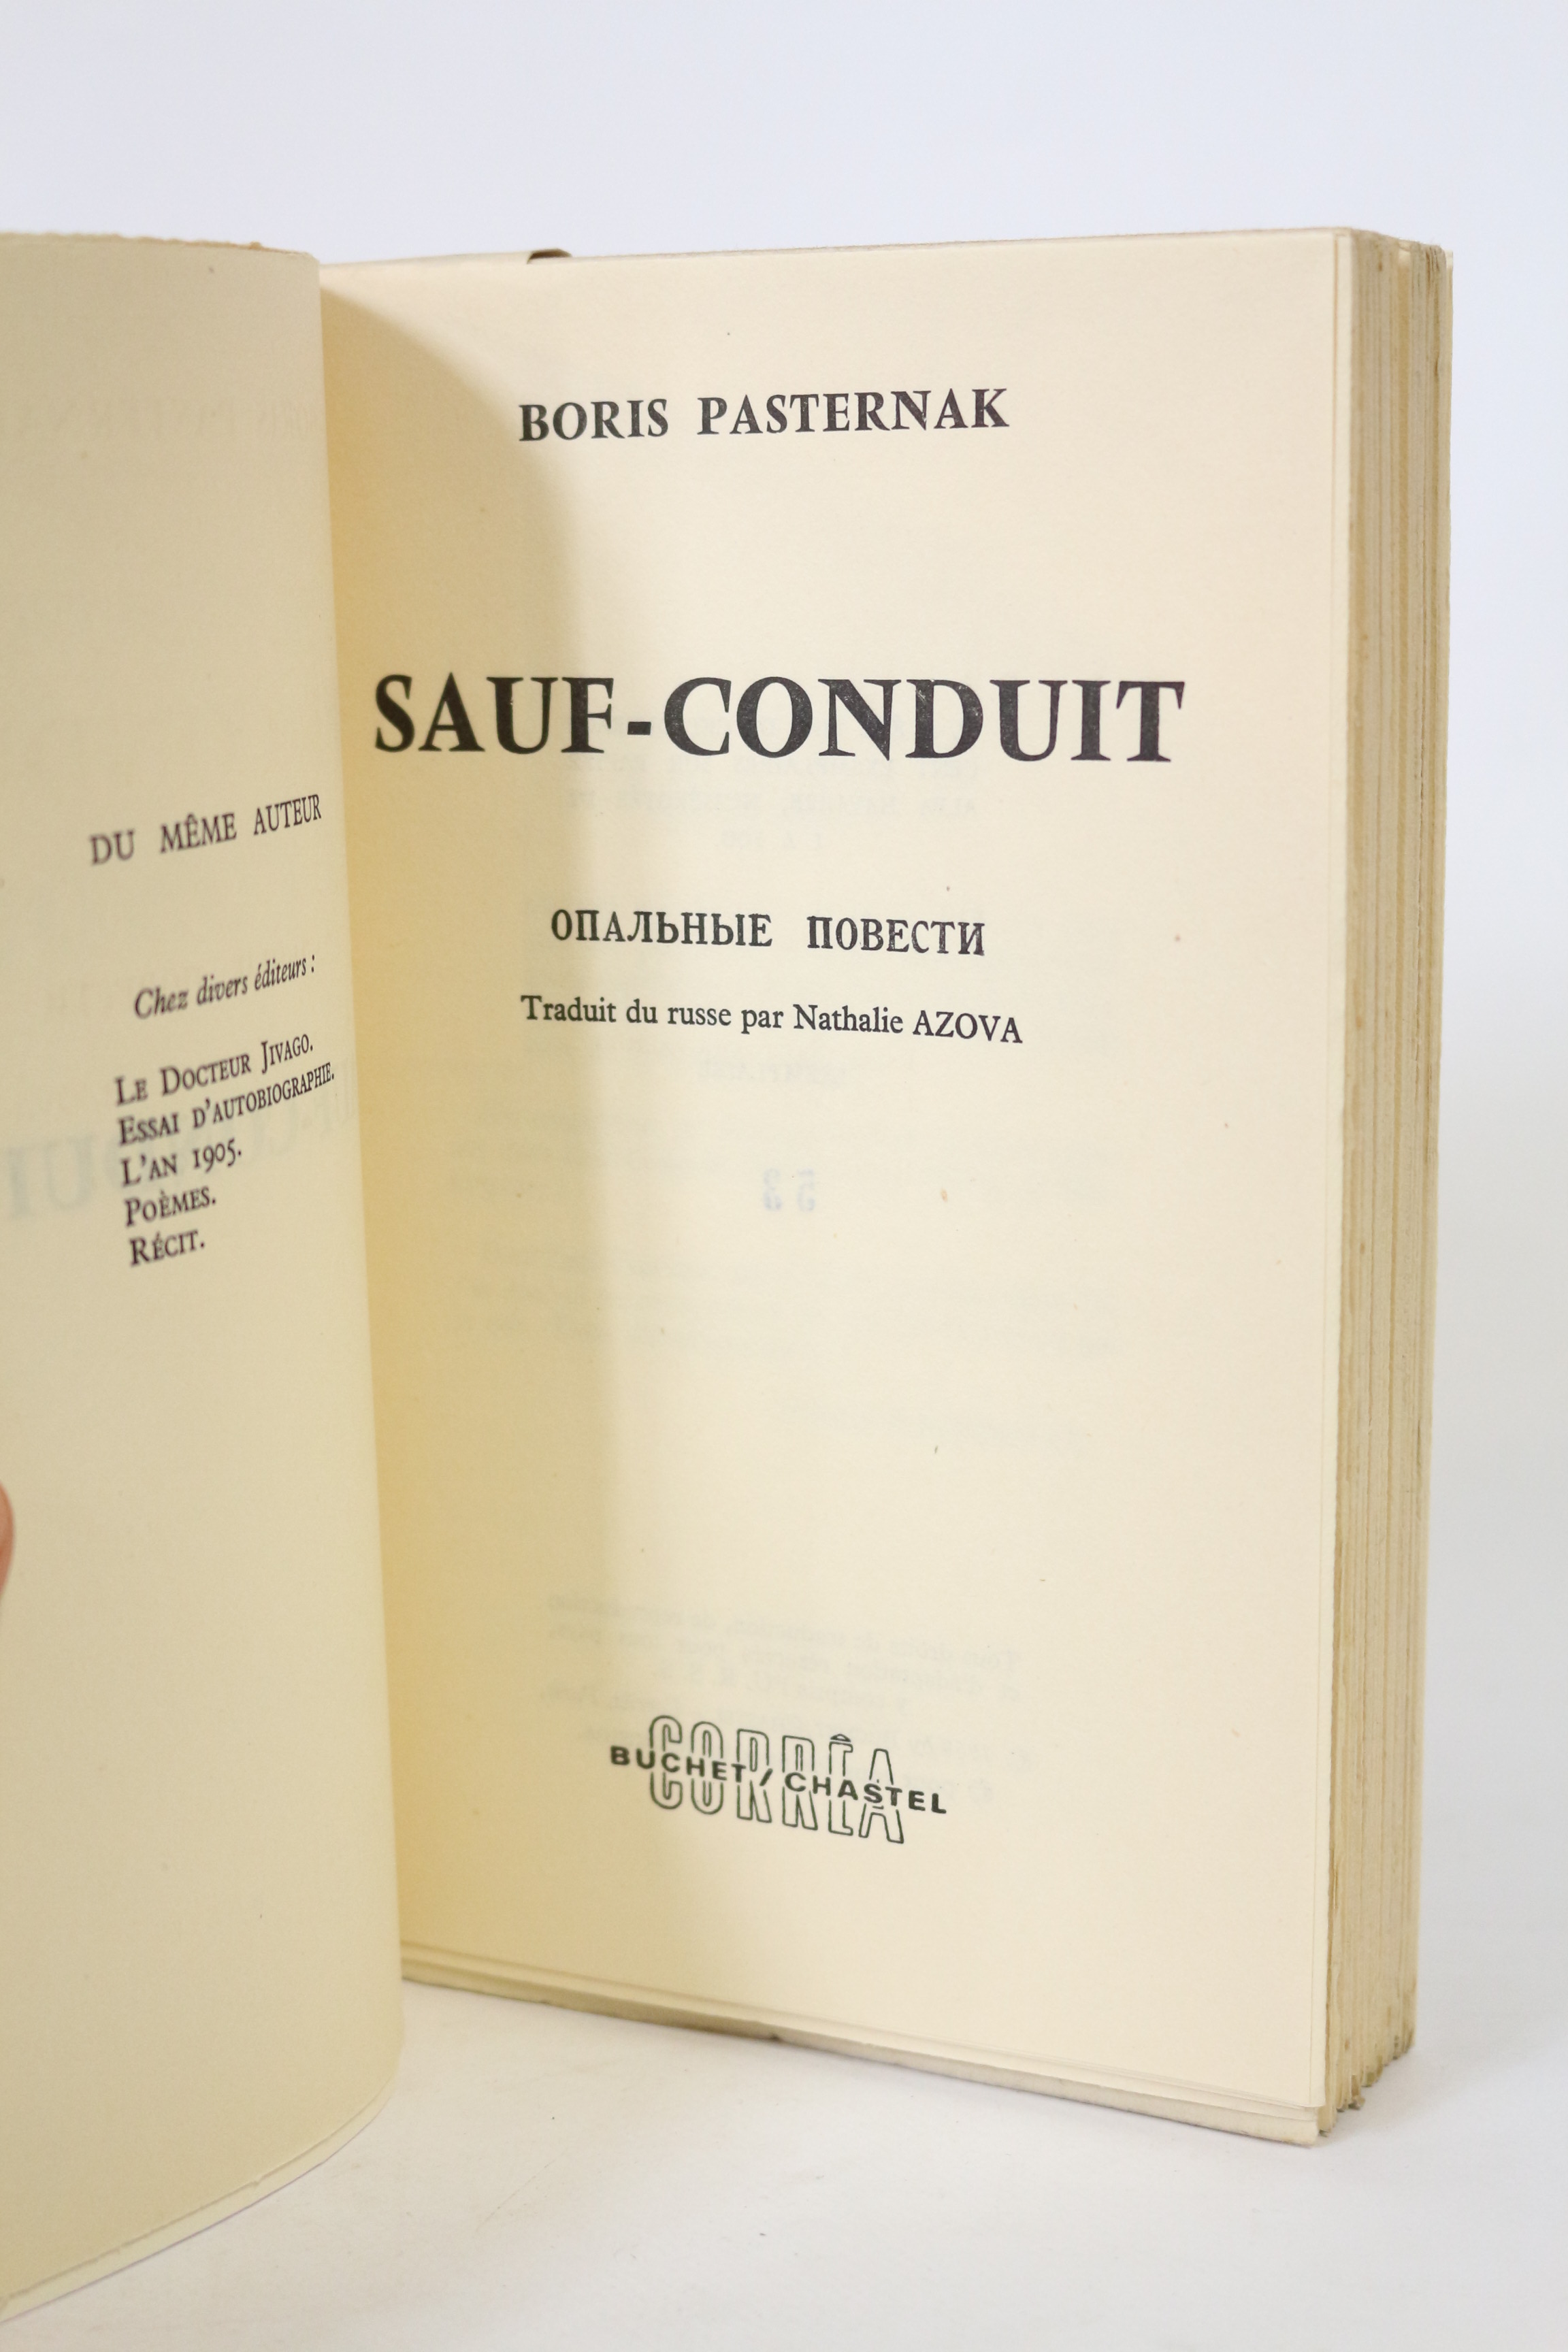 DU MÊME AUTEUR
Chez divers éditeurs :
LE DOCTEUR JIVAGO.
ESSAI D'AUTOBIOGRAPHIE.
L'AN 1905.
POÈMES.
RÉCIT.
BORIS PASTERNAK
SAUF-CONDUIT
ОПАЛЬНЫЕ ПОВЕСТИ
Traduit du russe par Nathalie AZOVA
53
CORRÊA
BUCHET/CHASTEL